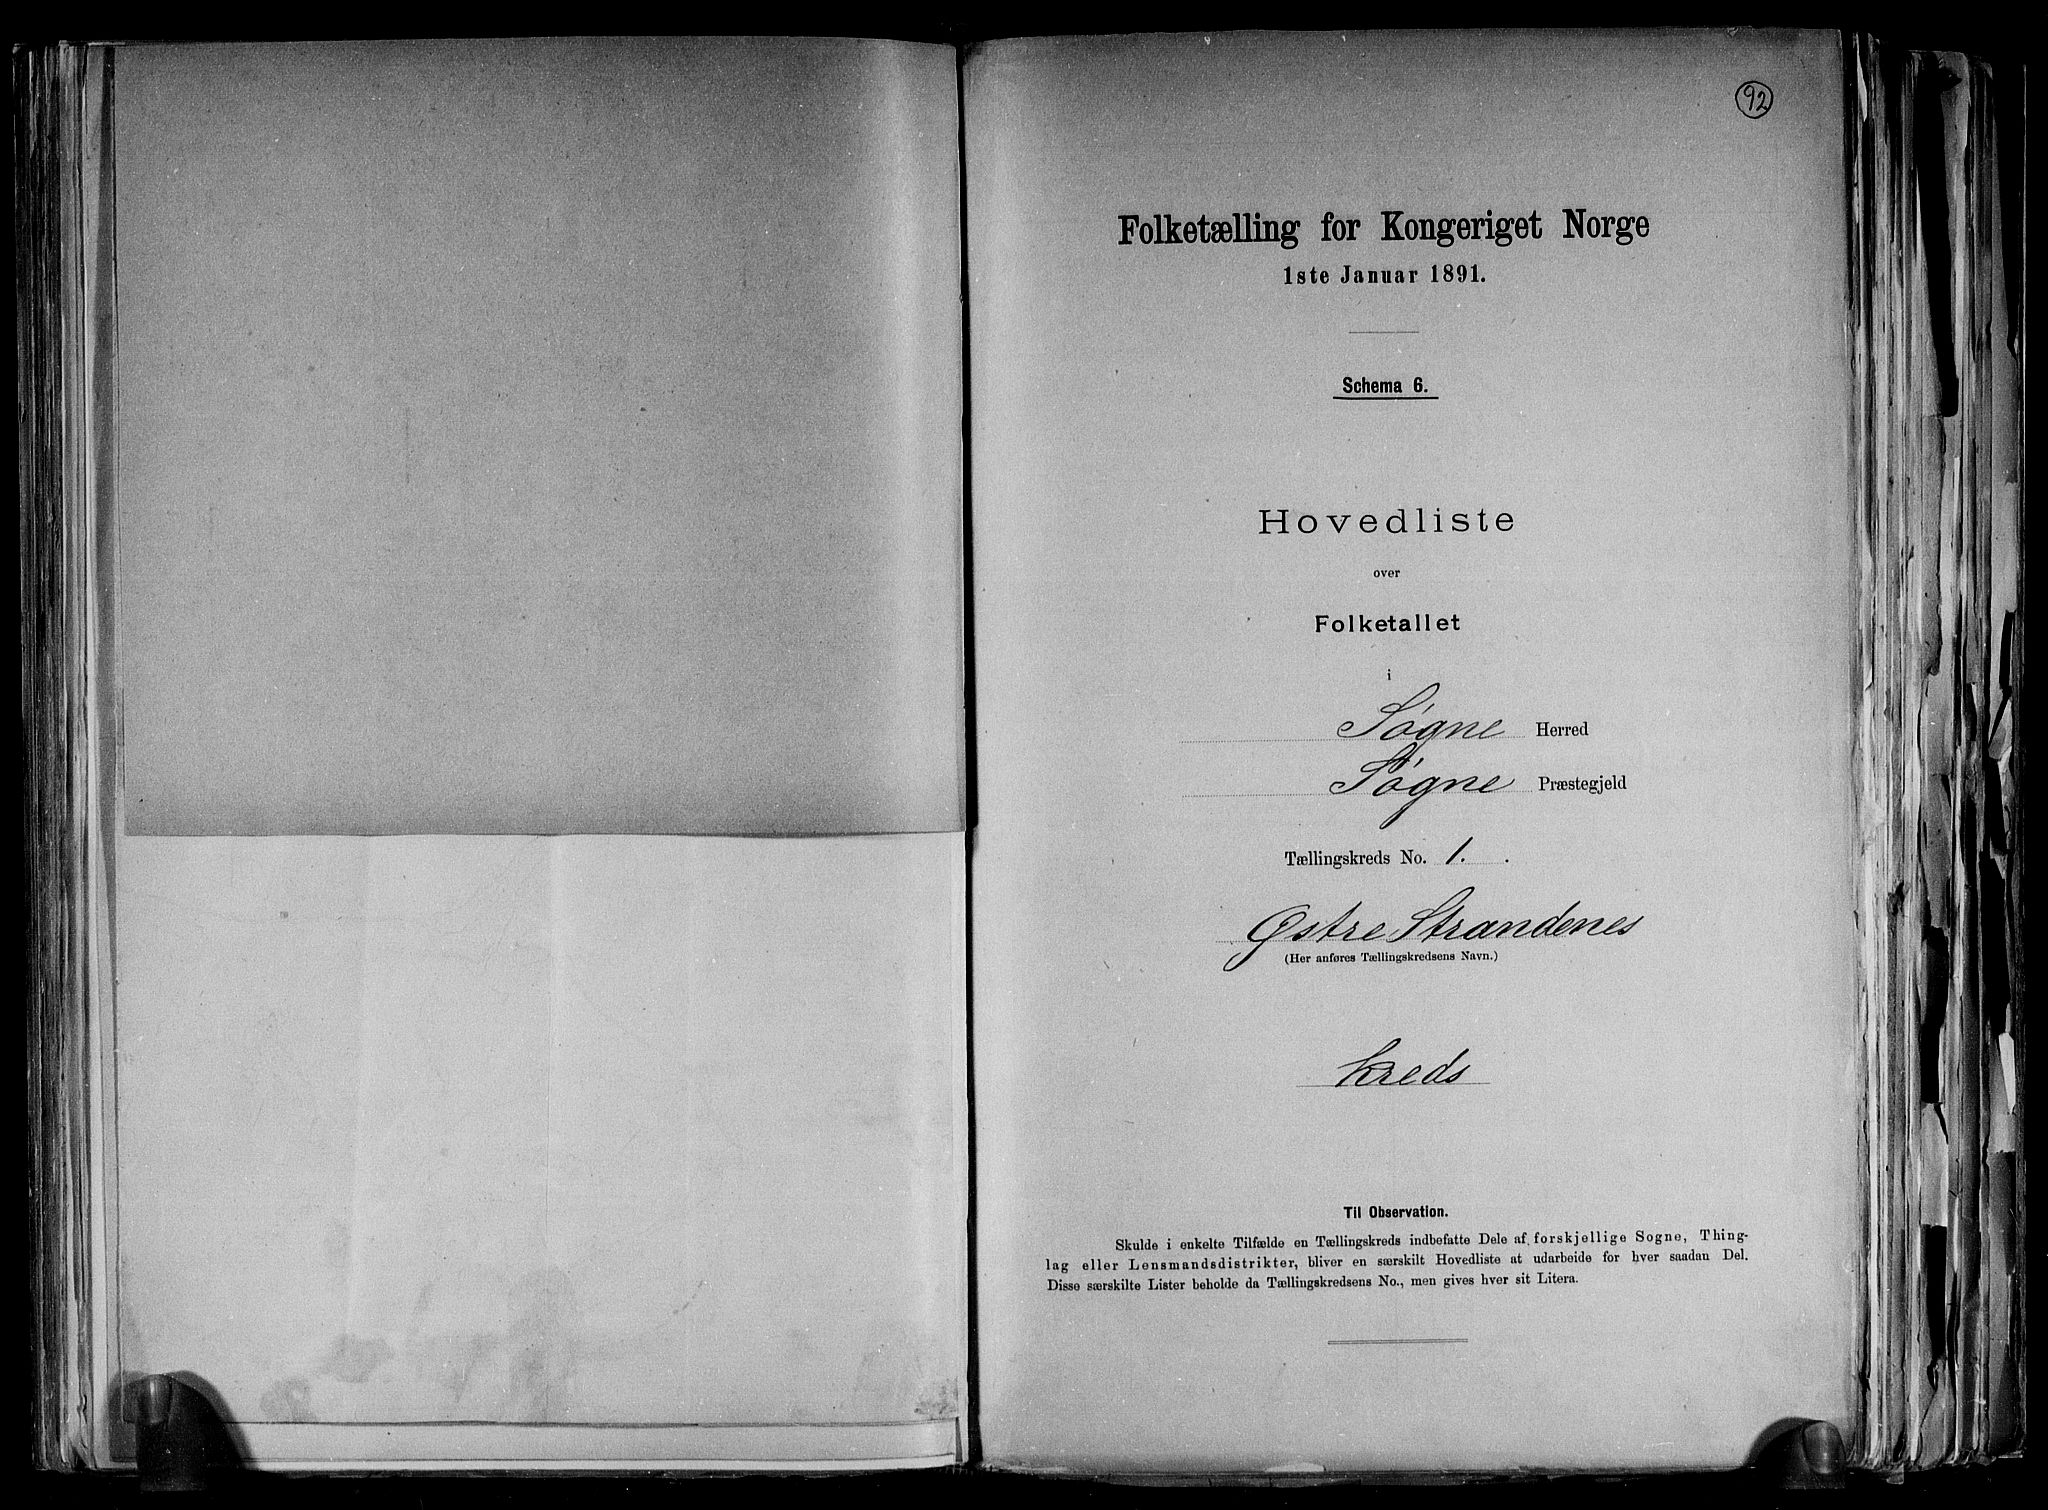 92
Folketælling for Kongeriget Norge
1ste Januar 1891.
Schema 6.
Hovedliste
over
Folketallet
i
Søgne Herred
Søgne Præstegjeld
Tællingskreds No. 1.
Østre Strandenes
(Her anføres Tællingskredsens Navn.)
kreds
Til Observation.
Skulde i enkelte Tilfælde en Tællingskreds indbefatte Dele af forskjellige Sogne, Thing-
lag eller Lensmandsdistrikter, bliver en særskilt Hovedliste at udarbeide for hver saadan Del.
Disse særskilte Lister beholde da Tællingskredsens No., men gives hver sit Litera.